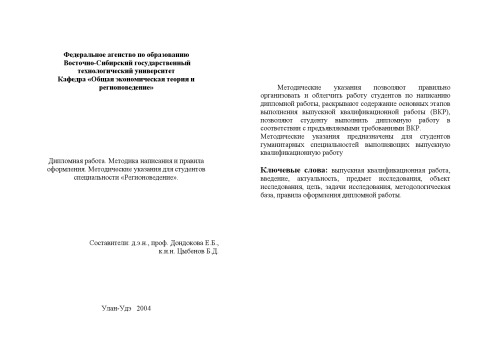 Федеральное агенство по образованию
Восточно-Сибирский государственный
технологический университет
Кафедра «Общая экономическая теория и
регионоведение»
Дипломная работа. Методика написания и правила
оформления. Методические указания для студентов
специальности «Регионоведение».
Составители: д.э.н., проф. Дондокова Е.Б.,
к.и.н. Цыбенов Б.Д.
Улан-Удэ 2004
Методические указания позволяют правильно
организовать и облегчить работу студентов по написанию
дипломной работы, раскрывают содержание основных этапов
выполнения выпускной квалификационной работы (ВКР),
позволяют студенту выполнить дипломную работу в
соответствии с предъявляемыми требованиями ВКР.
Методические указания предназначены для студентов
гуманитарных специальностей выполняющих выпускную
квалификационную работу
Ключевые слова: выпускная квалификационная работа,
введение, актуальность, предмет исследования, объект
исследования, цель, задачи исследования, методологическая
база, правила оформления дипломной работы.